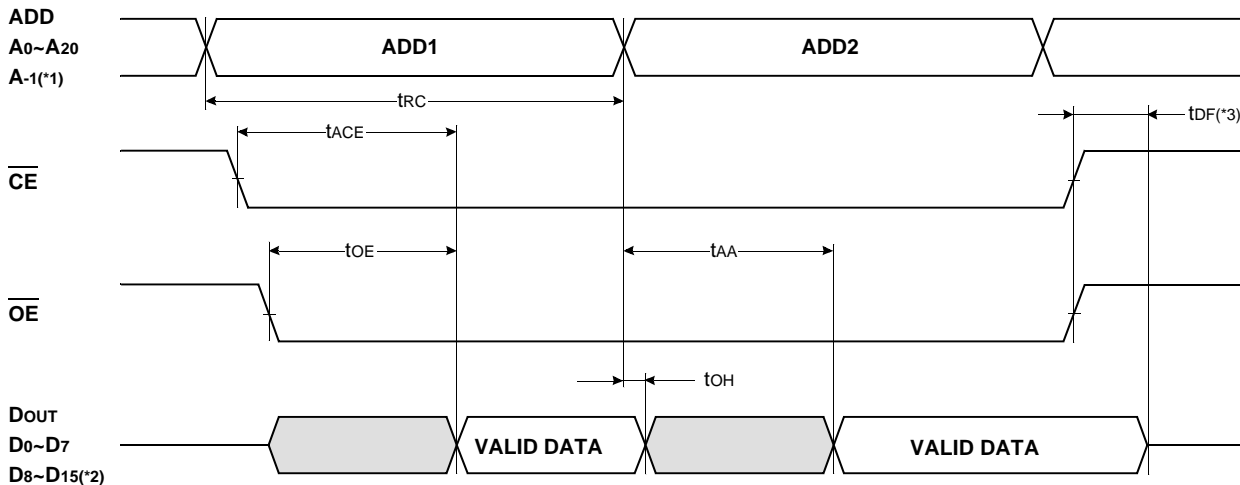 ADD
A0~A20
A-1(*1)
ADD1
ADD2
tRC
tDF(*3)
tACE
CE
tOE
tAA
OE
tOH
DOUT
D0~D7
D8~D15(*2)
VALID DATA
VALID DATA